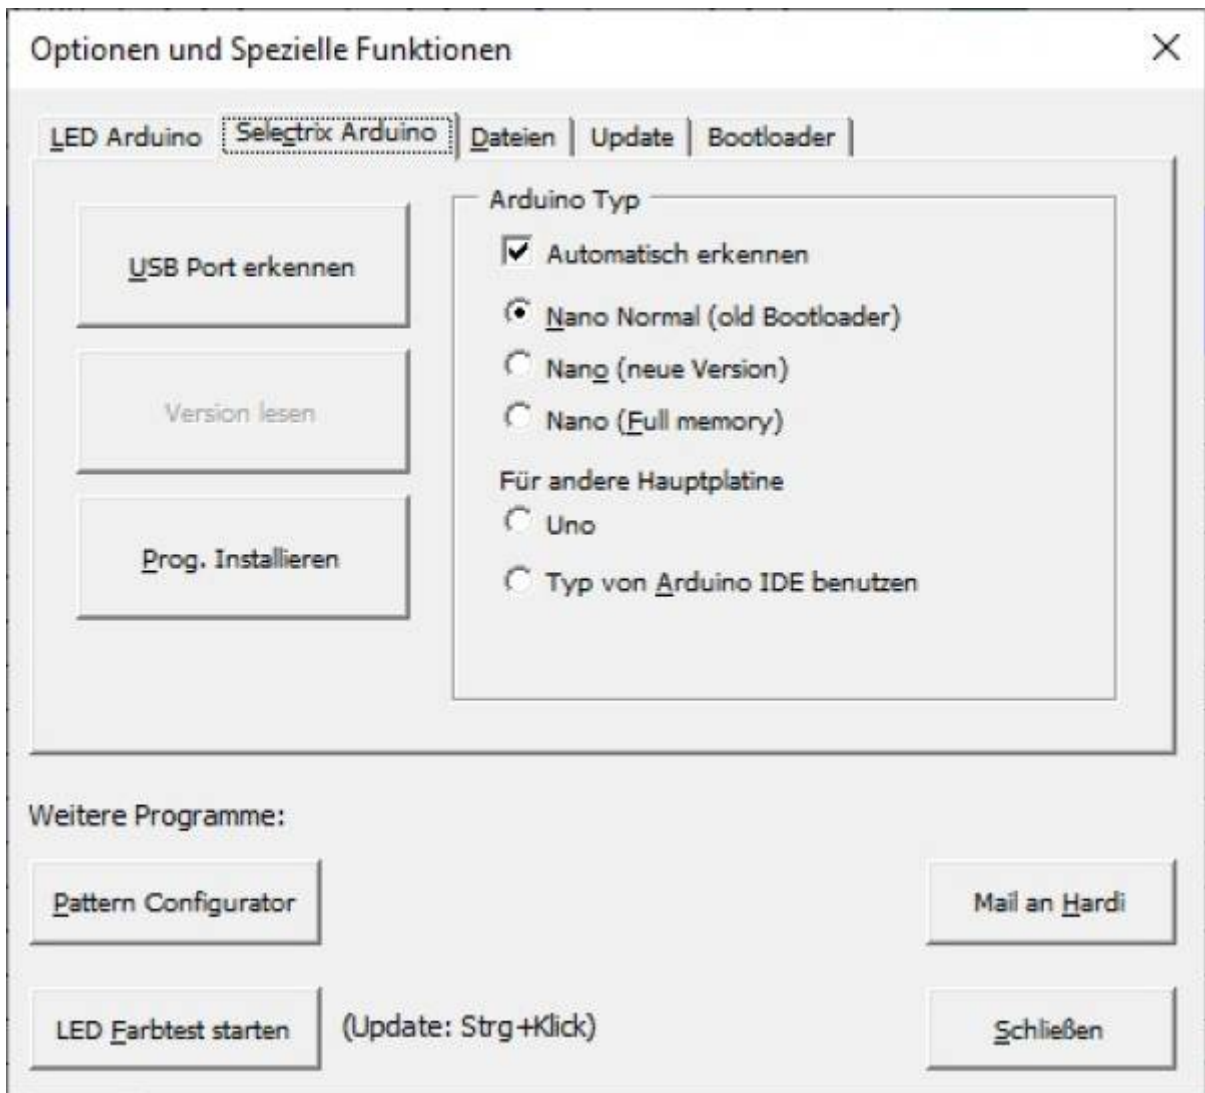 Optionen und Spezielle Funktionen
LED Arduino
Selectrix Arduino
Dateien
Update
Bootloader
USB Port erkennen
Version lesen
Prog. Installieren
Arduino Typ
Automatisch erkennen
Nano Normal (old Bootloader)
Nano (neue Version)
Nano (Full memory)
Für andere Hauptplatine
Uno
Typ von Arduino IDE benutzen
Weitere Programme:
Pattern Configurator
Mail an Hardi
LED Farbtest starten
(Update: Strg+Klick)
Schließen